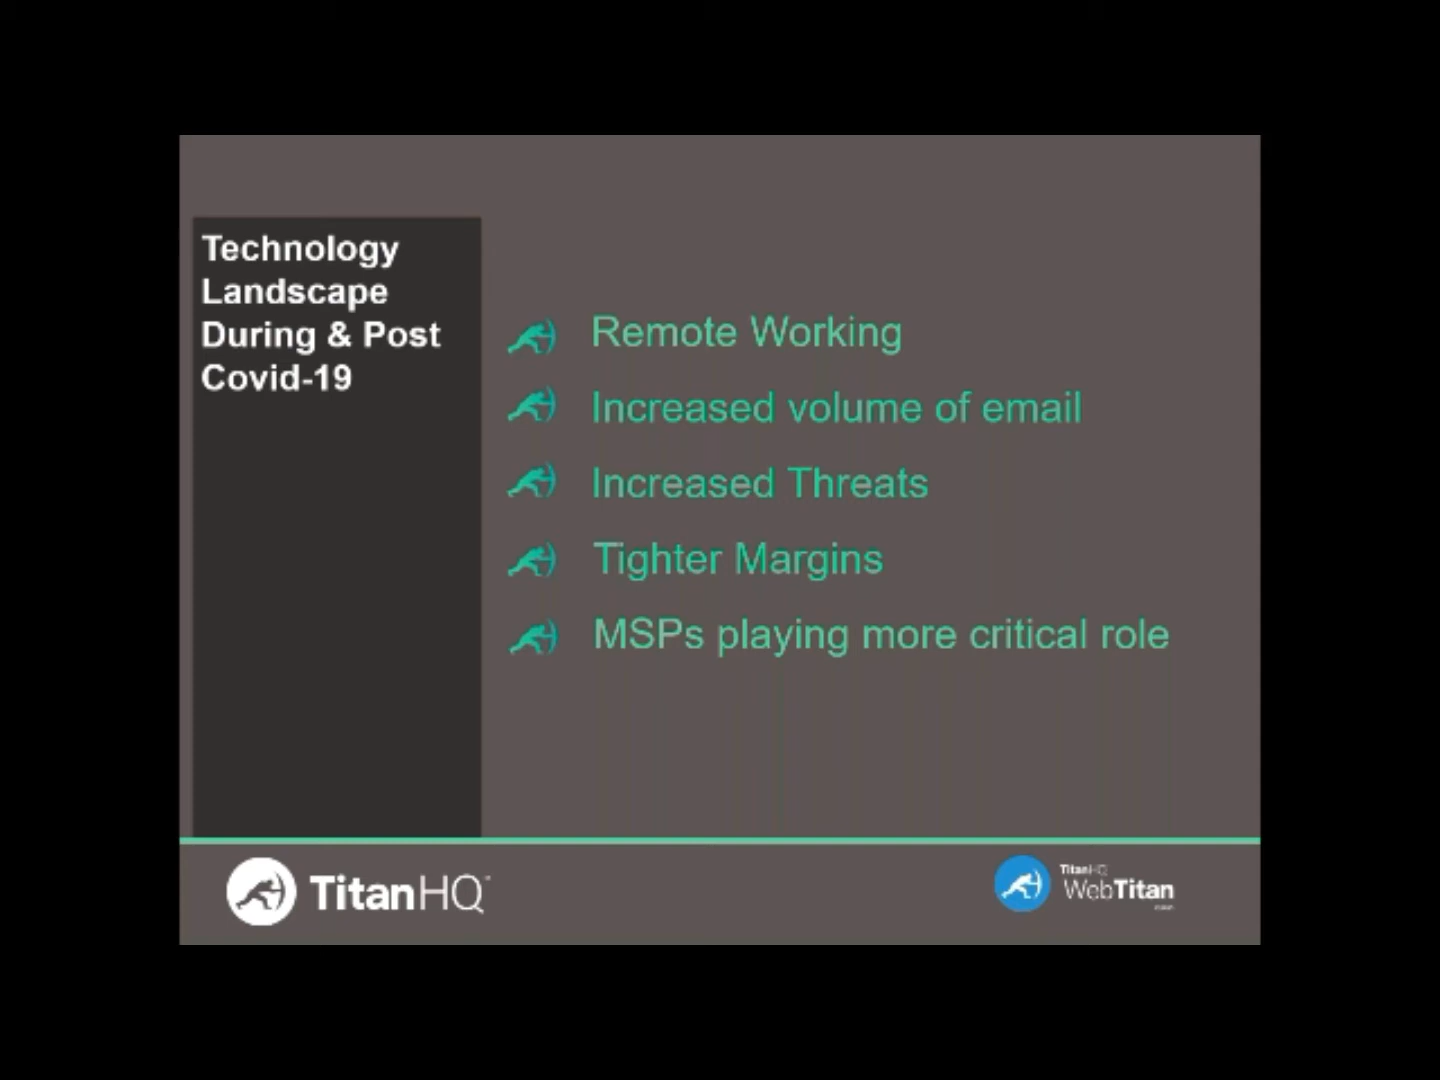 Technology
Landscape
During & Post
Covid-19
Remote Working
Increased volume of email
Increased Threats
Tighter Margins
MSPs playing more critical role
TitanHQ
TitanHQ
WebTitan